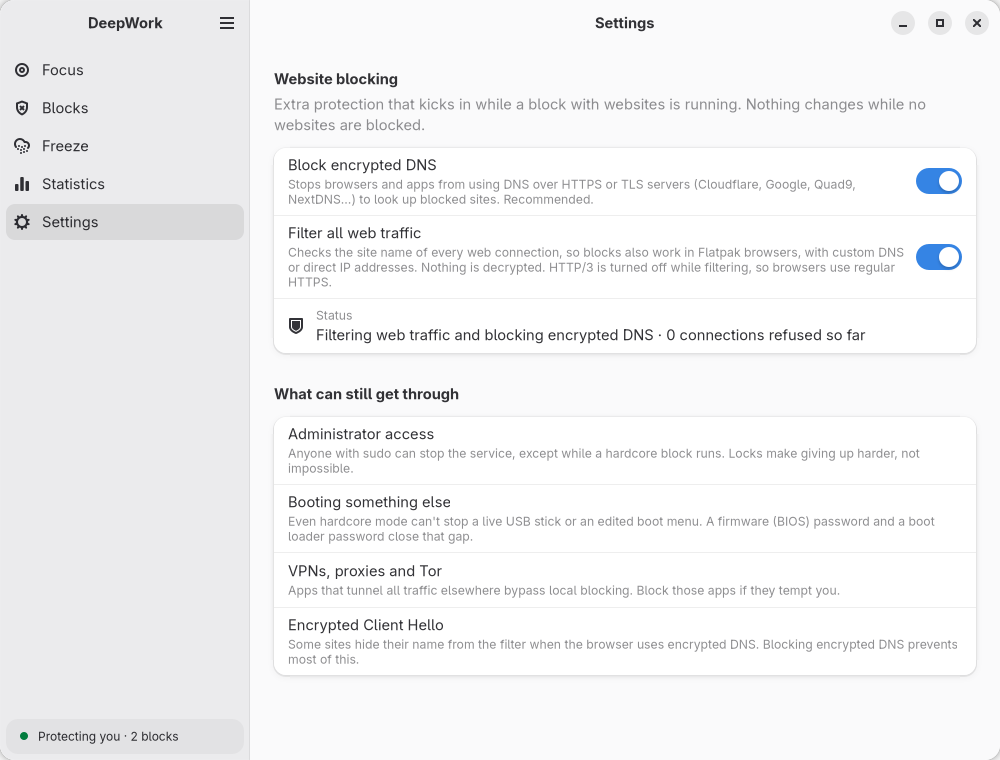 DeepWork
Settings
Focus
Blocks
Freeze
Statistics
Settings
Website blocking
Extra protection that kicks in while a block with websites is running. Nothing changes while no
websites are blocked.
Block encrypted DNS
Stops browsers and apps from using DNS over HTTPS or TLS servers (Cloudflare, Google, Quad9,
NextDNS…) to look up blocked sites. Recommended.
Filter all web traffic
Checks the site name of every web connection, so blocks also work in Flatpak browsers, with custom DNS
or direct IP addresses. Nothing is decrypted. HTTP/3 is turned off while filtering, so browsers use regular
HTTPS.
Status
Filtering web traffic and blocking encrypted DNS · 0 connections refused so far
What can still get through
Administrator access
Anyone with sudo can stop the service, except while a hardcore block runs. Locks make giving up harder, not
impossible.
Booting something else
Even hardcore mode can't stop a live USB stick or an edited boot menu. A firmware (BIOS) password and a boot
loader password close that gap.
VPNs, proxies and Tor
Apps that tunnel all traffic elsewhere bypass local blocking. Block those apps if they tempt you.
Encrypted Client Hello
Some sites hide their name from the filter when the browser uses encrypted DNS. Blocking encrypted DNS prevents
most of this.
Protecting you · 2 blocks